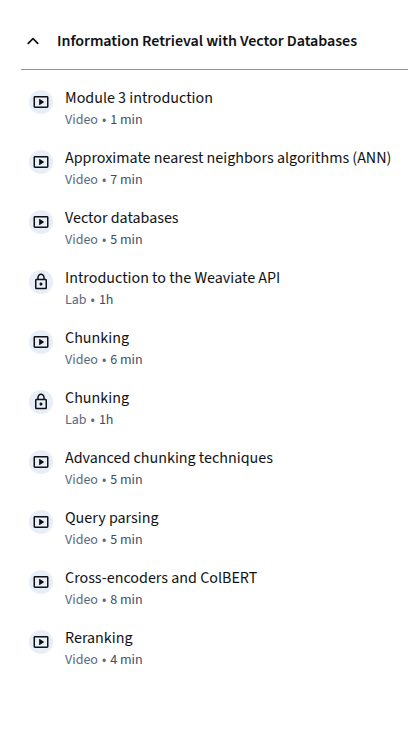 Information Retrieval with Vector Databases
Module 3 introduction
Video • 1 min
Approximate nearest neighbors algorithms (ANN)
Video • 7 min
Vector databases
Video • 5 min
Introduction to the Weaviate API
Lab • 1h
Chunking
Video • 6 min
Chunking
Lab • 1h
Advanced chunking techniques
Video • 5 min
Query parsing
Video • 5 min
Cross-encoders and ColBERT
Video • 8 min
Reranking
Video • 4 min